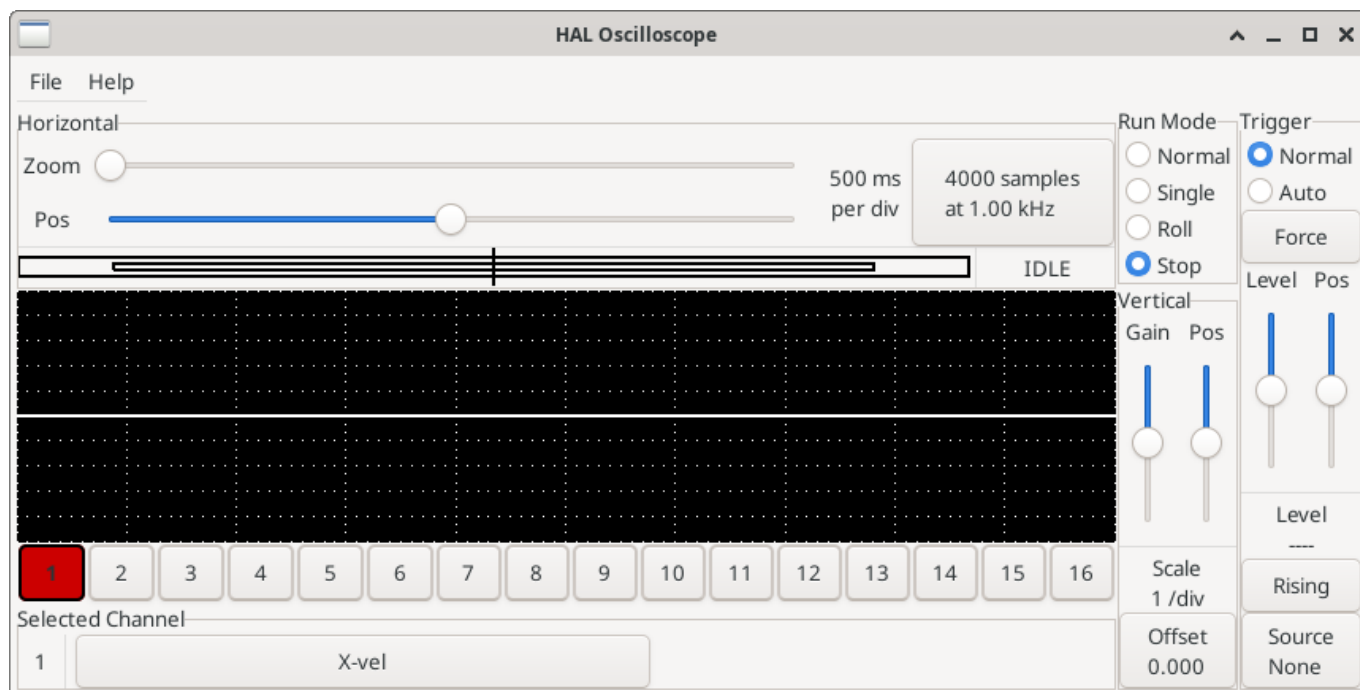 HAL Oscilloscope
File Help
Horizontal
Zoom
Pos
500 ms
per div
4000 samples
at 1.00 kHz
IDLE
Run Mode
Normal
Single
Roll
Stop
Trigger
Normal
Auto
Force
Level Pos
Vertical
Gain Pos
1 2 3 4 5 6 7 8 9 10 11 12 13 14 15 16
Scale
1 /div
Offset
0.000
Level
----
Rising
Source
None
Selected Channel
1 X-vel